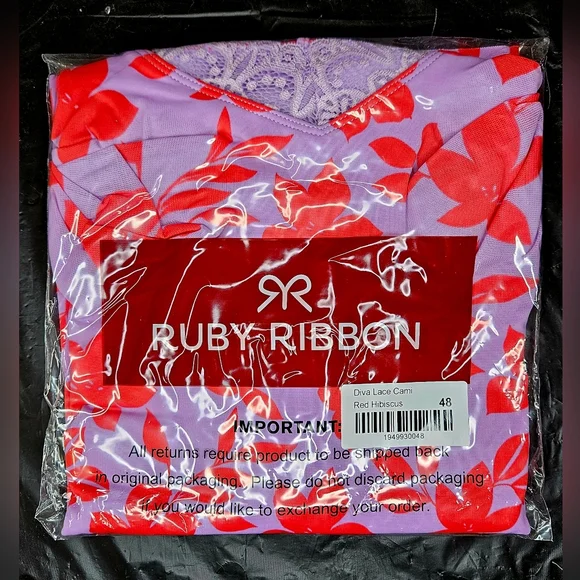 RUBY RIBBON
Diva Lace Cami
Red Hibiscus 48
1949930048
IMPORTANT:
All returns require product to be shipped back
in original packaging. Please do not discard packaging
if you would like to exchange your order.